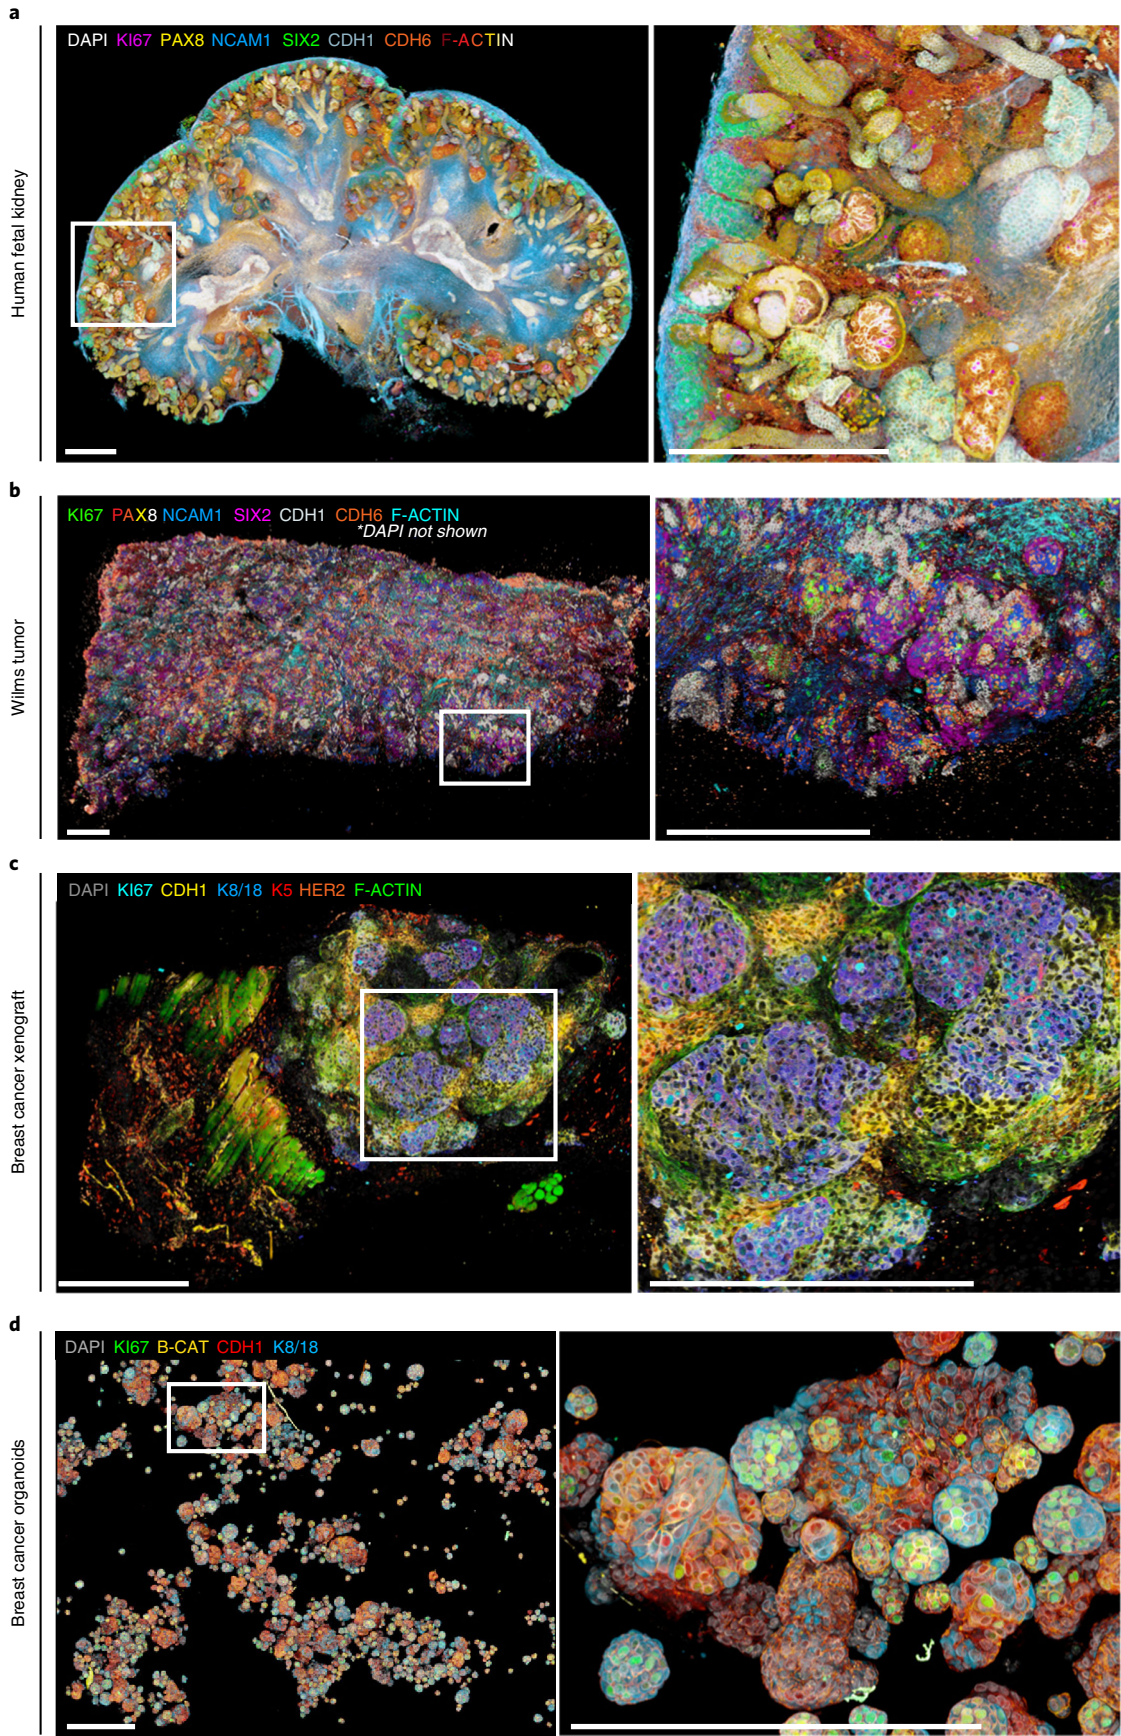 a
DAPI KI67 PAX8 NCAM1 SIX2 CDH1 CDH6 F-ACTIN
Human fetal kidney
b
KI67 PAX8 NCAM1 SIX2 CDH1 CDH6 F-ACTIN
*DAPI not shown
Wilms tumor
c
DAPI KI67 CDH1 K8/18 K5 HER2 F-ACTIN
Breast cancer xenograft
d
DAPI KI67 B-CAT CDH1 K8/18
Breast cancer organoids